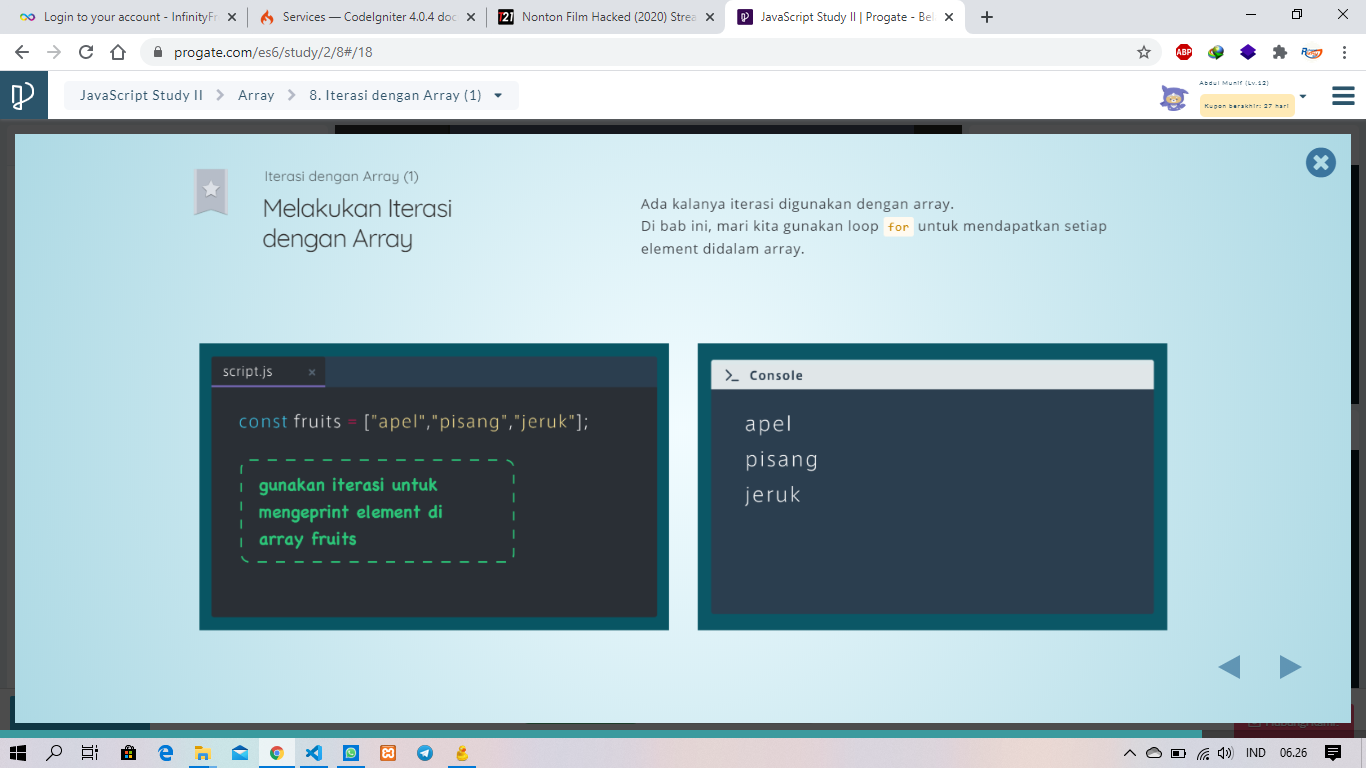 Login to your account - InfinityFr
Services — CodeIgniter 4.0.4 doc
Nonton Film Hacked (2020) Strea
JavaScript Study II | Progate - Bel
progate.com/es6/study/2/8#/18
ABP
JavaScript Study II
Array
8. Iterasi dengan Array (1)
Abdul Munif (Lv.52)
Kupon berakhir: 27 hari
Iterasi dengan Array (1)
Melakukan Iterasi
dengan Array
Ada kalanya iterasi digunakan dengan array.
Di bab ini, mari kita gunakan loop for untuk mendapatkan setiap
element didalam array.
script.js
const fruits = ["apel","pisang","jeruk"];
gunakan iterasi untuk
mengeprint element di
array fruits
Console
apel
pisang
jeruk
IND
06.26